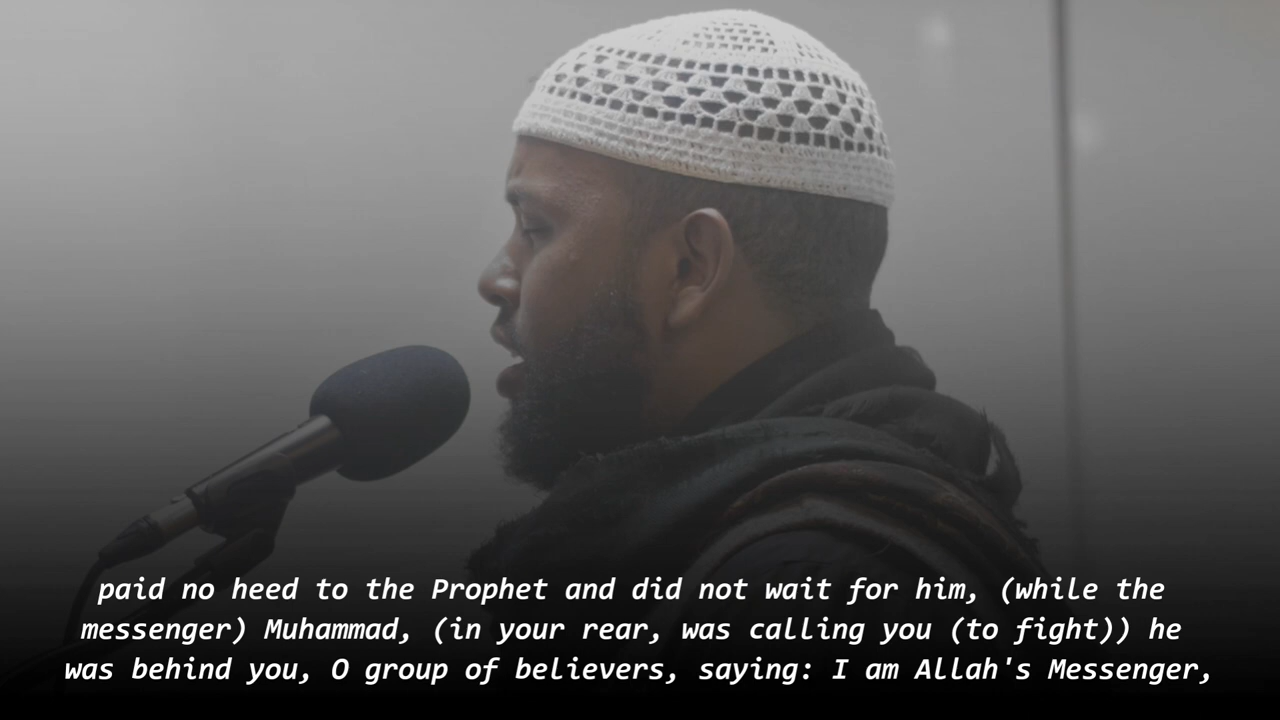 paid no heed to the Prophet and did not wait for him, (while the
messenger) Muhammad, (in your rear, was calling you (to fight)) he
was behind you, O group of believers, saying: I am Allah's Messenger,